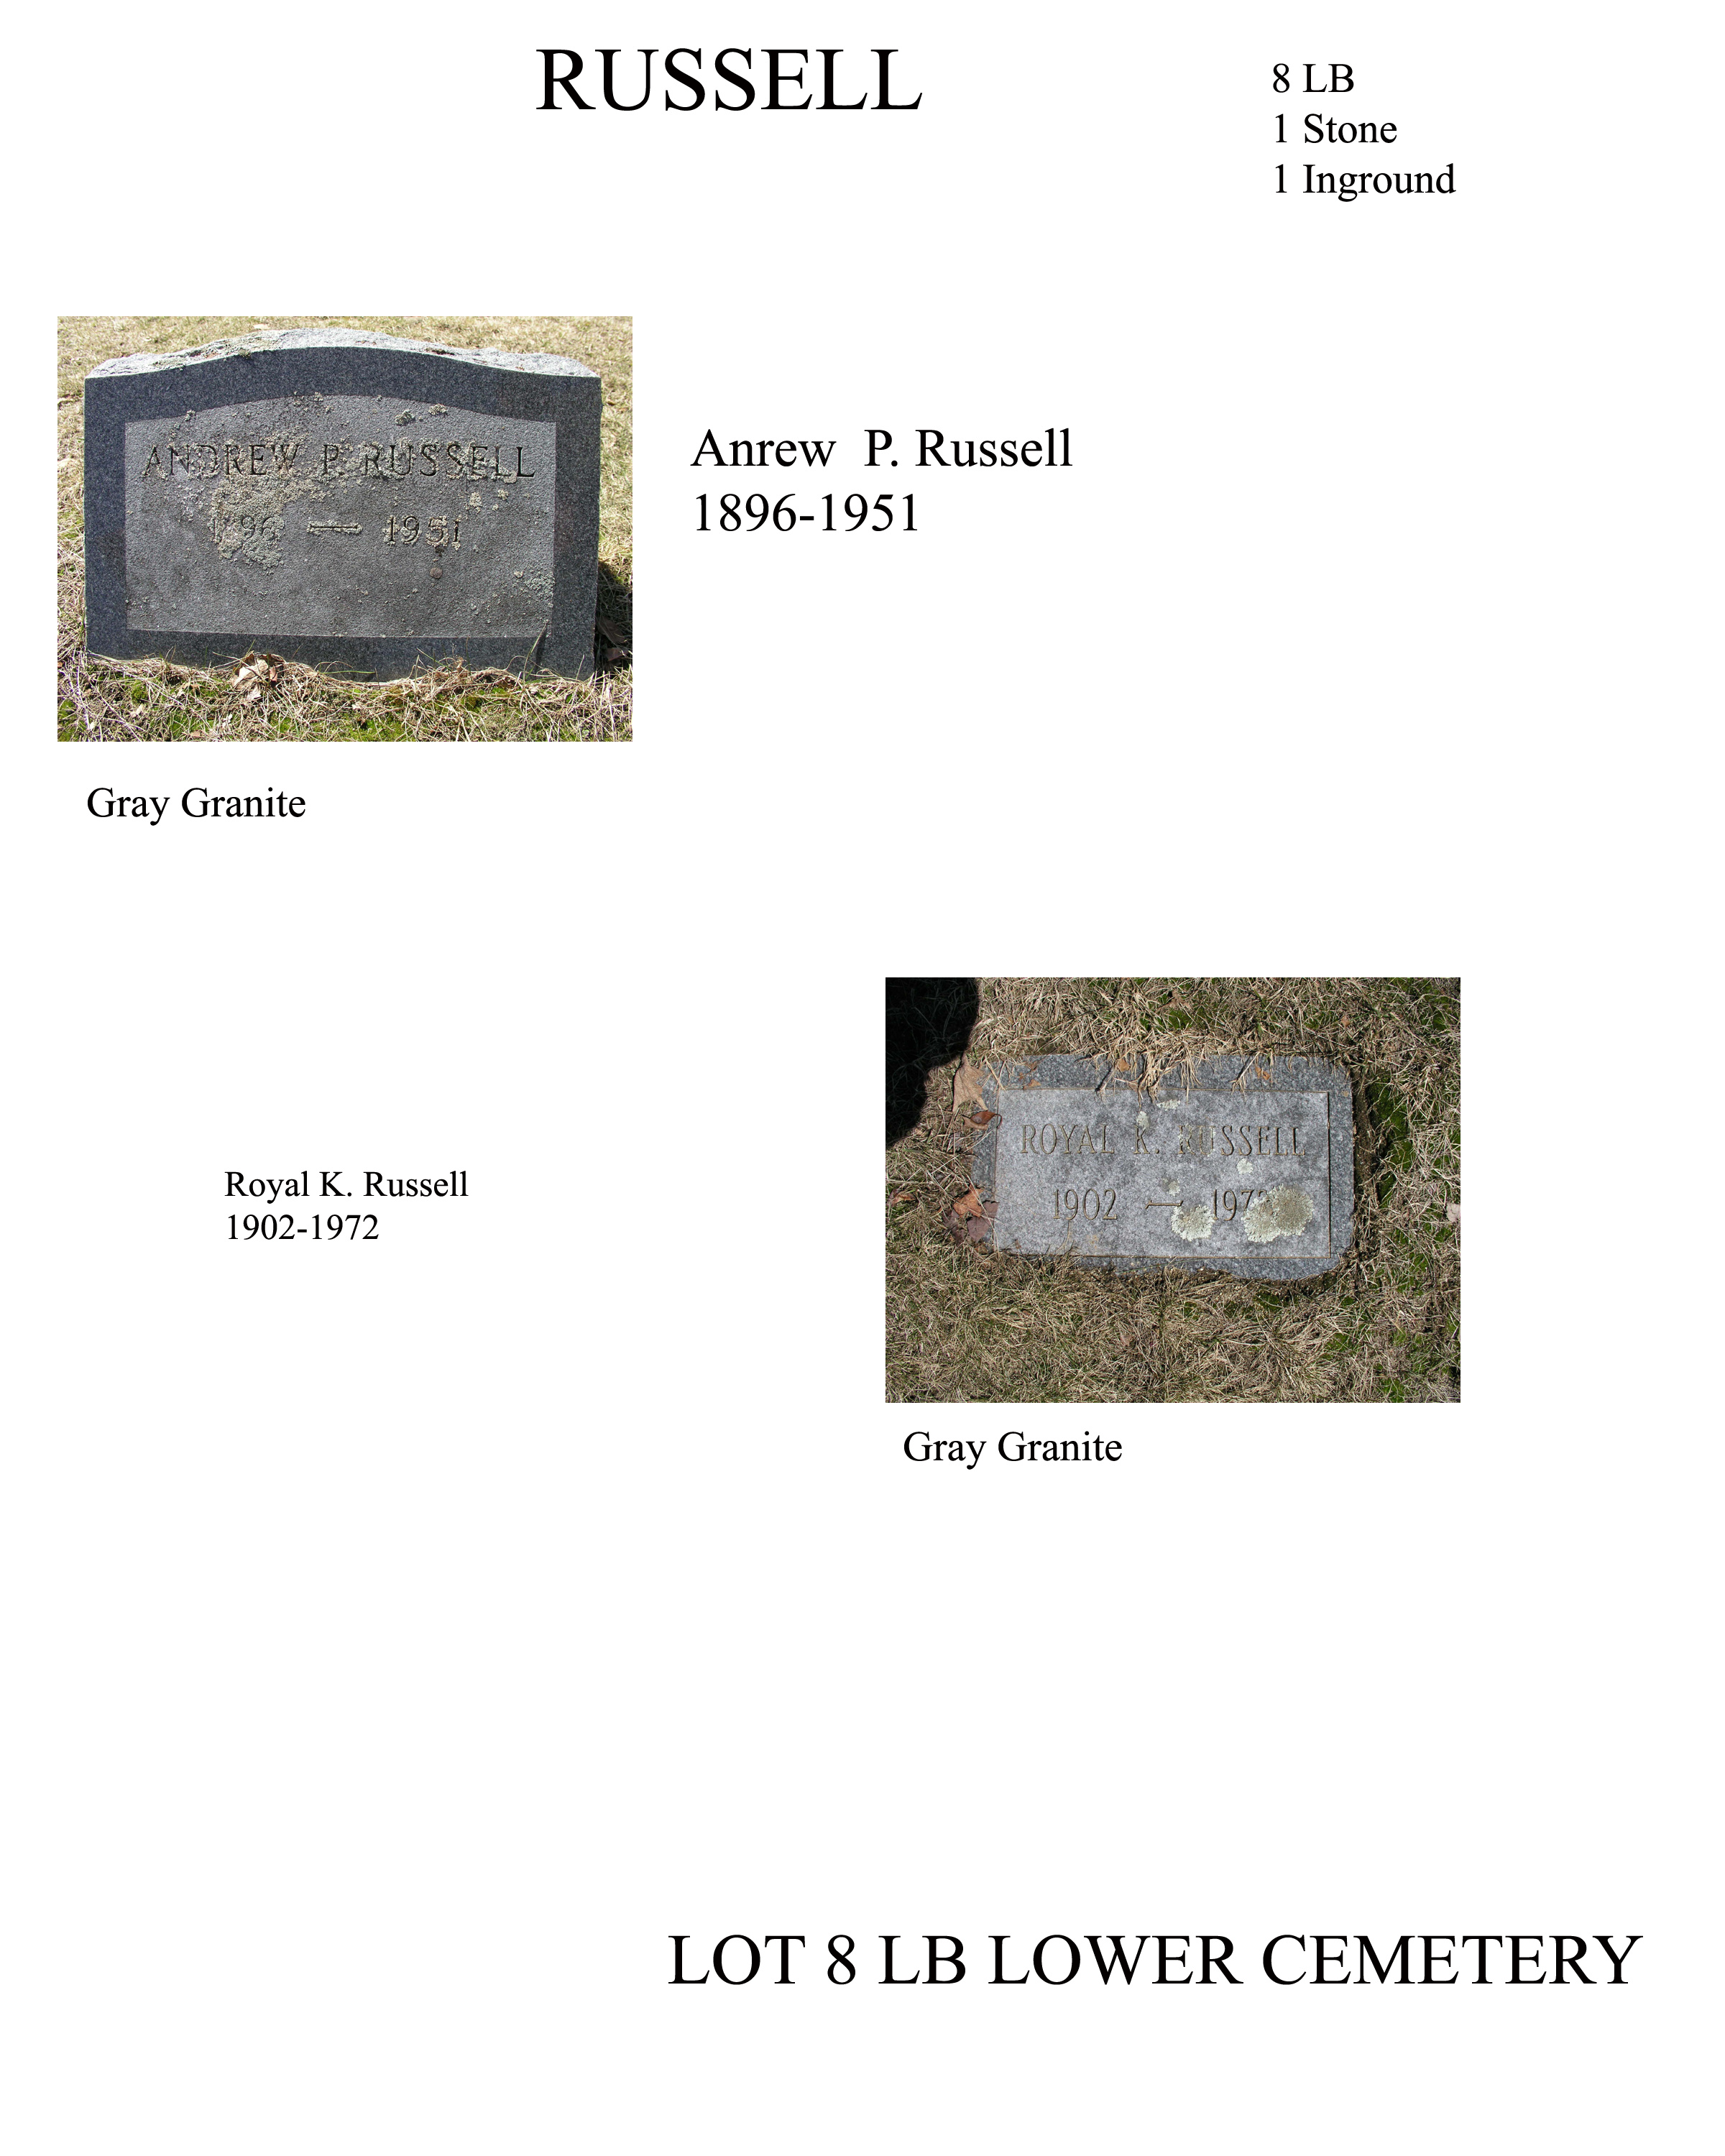 RUSSELL
8 LB
1 Stone
1 Inground
ANDREW P. RUSSELL
1896 — 1951
Anrew P. Russell
1896-1951
Gray Granite
ROYAL K. RUSSELL
1902 — 197
Royal K. Russell
1902-1972
Gray Granite
LOT 8 LB LOWER CEMETERY